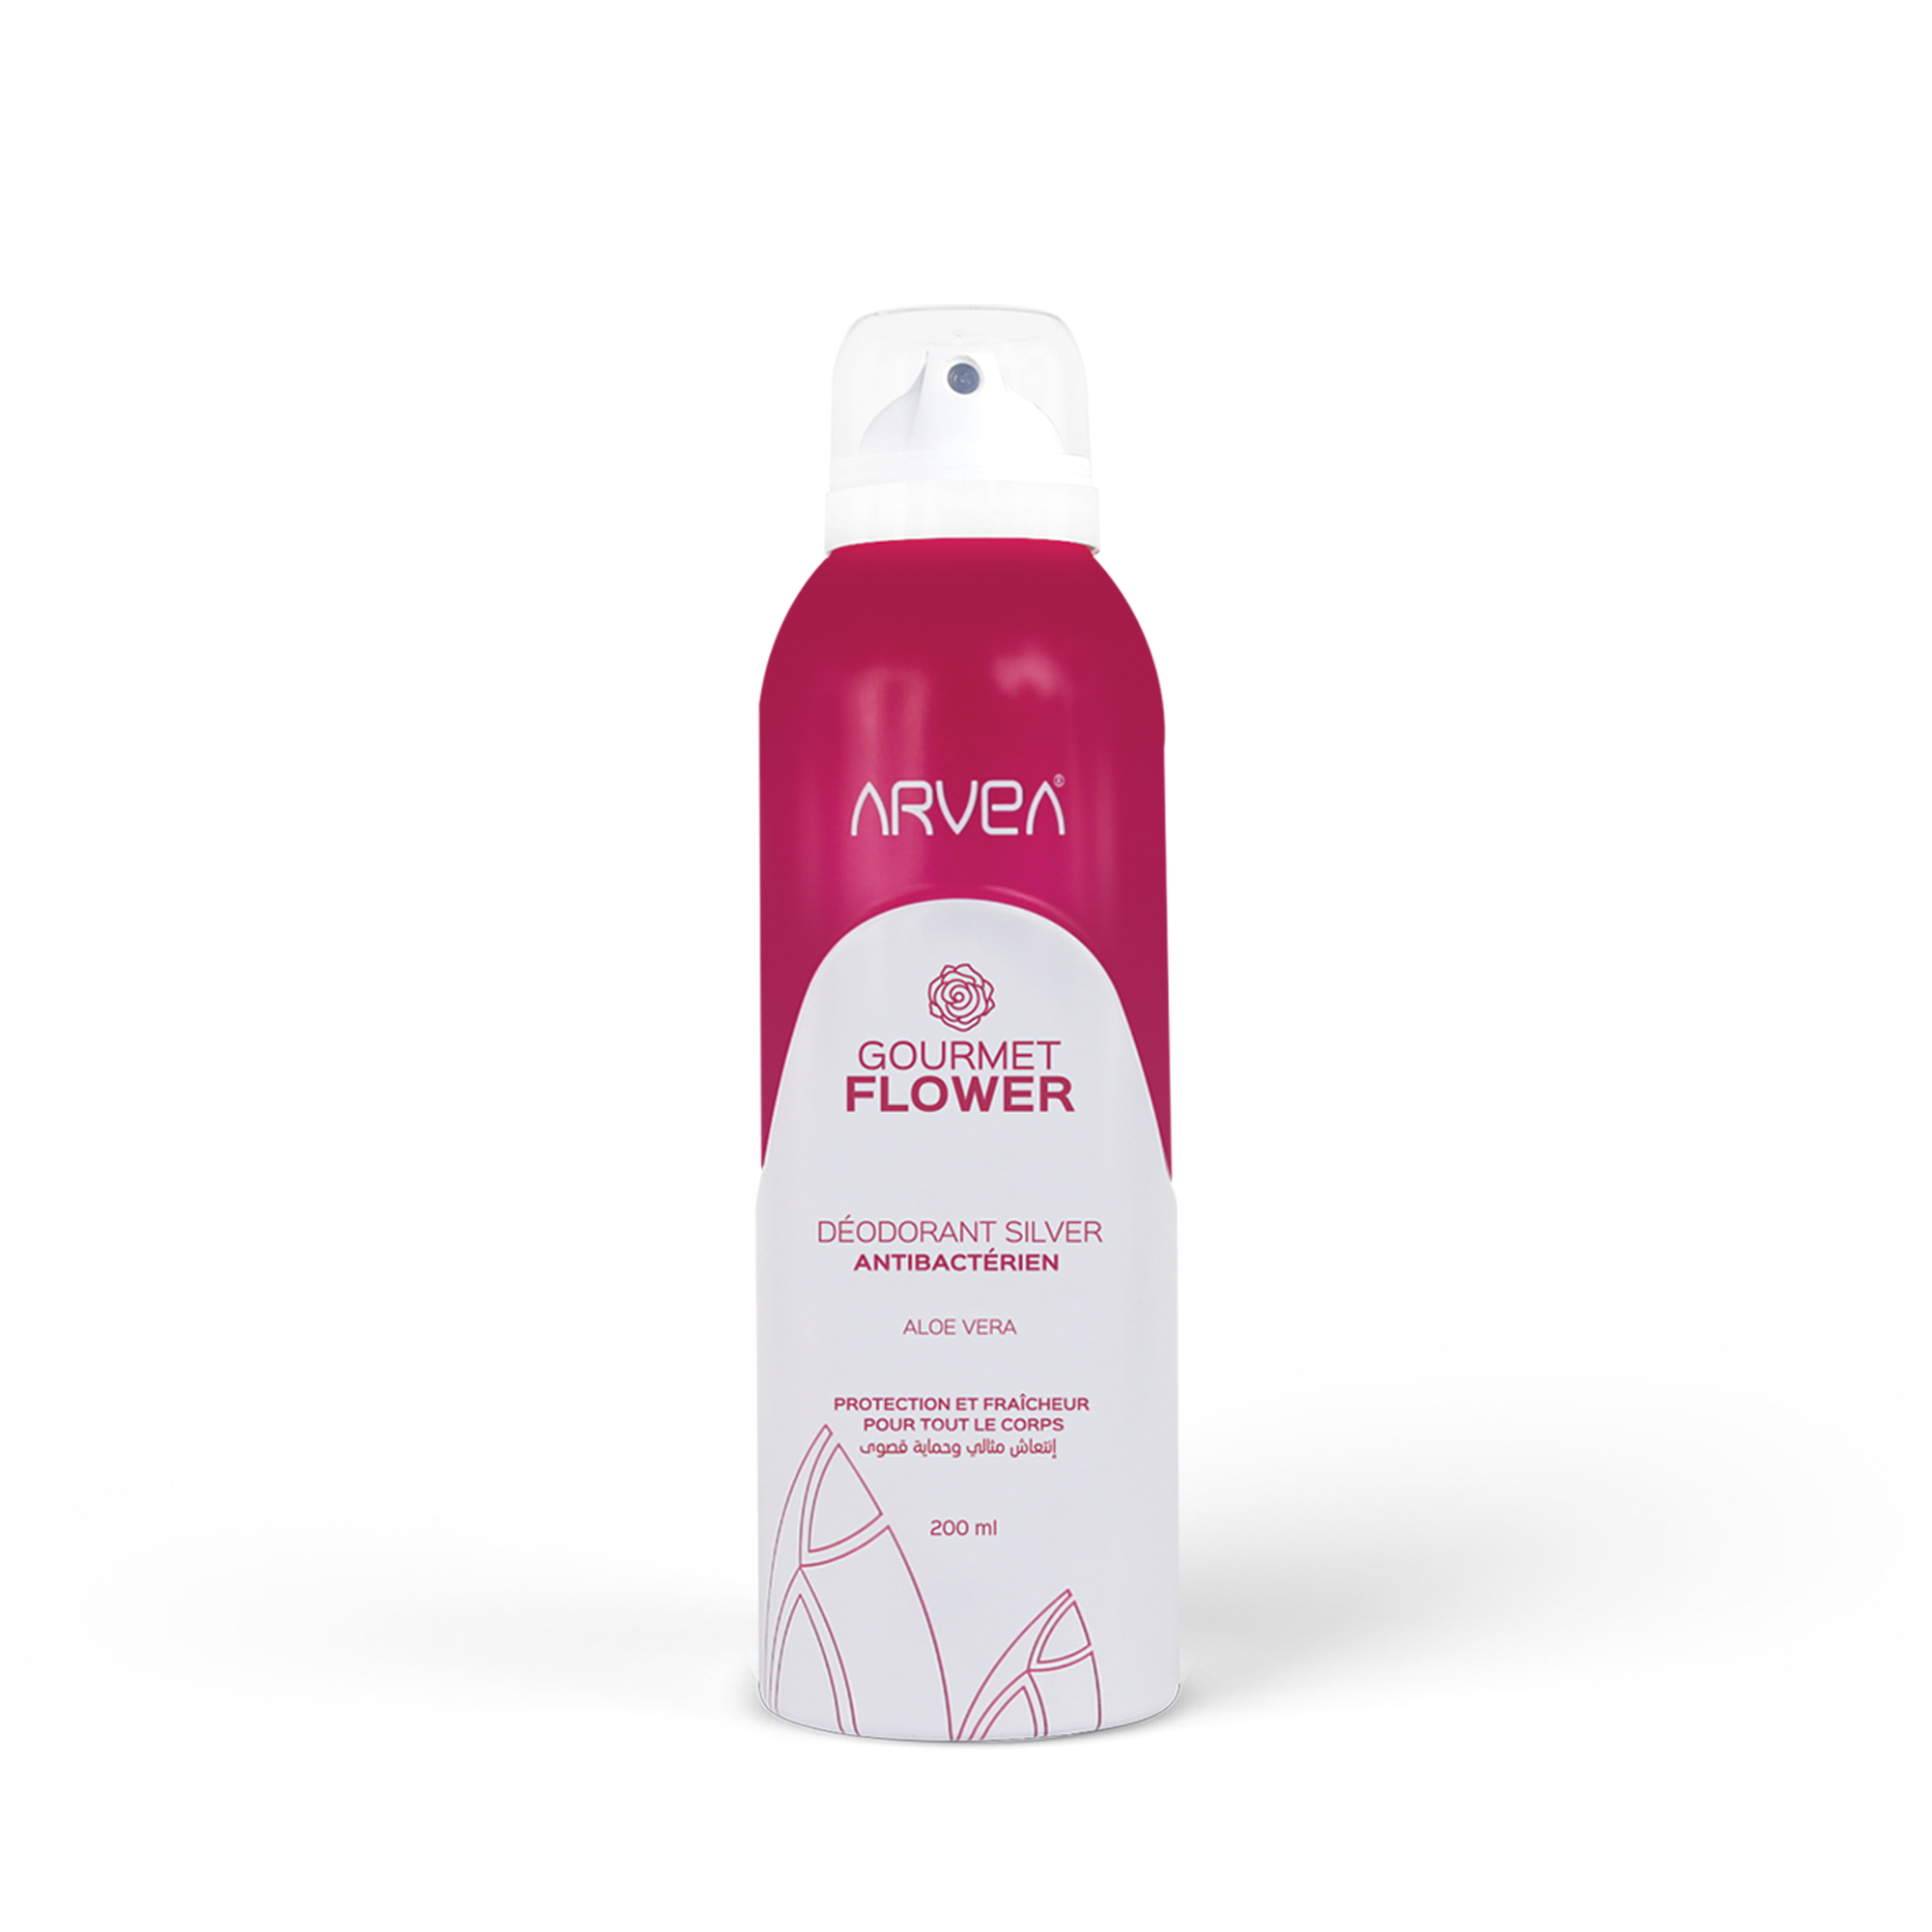 ARVEA®
GOURMET
FLOWER
DÉODORANT SILVER
ANTIBACTÉRIEN
ALOE VERA
PROTECTION ET FRAÎCHEUR
POUR TOUT LE CORPS
إنتعاش مثالي وحماية قصوى
200 ml